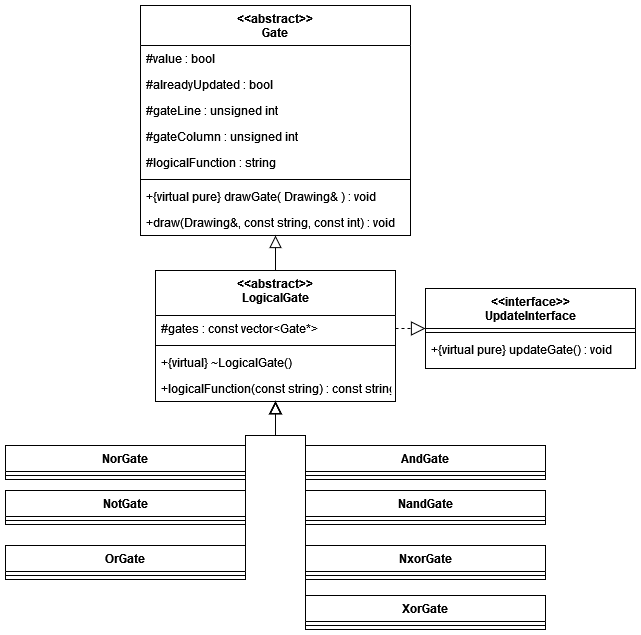 <<abstract>>
Gate
#value : bool
#alreadyUpdated : bool
#gateLine : unsigned int
#gateColumn : unsigned int
#logicalFunction : string
+{virtual pure} drawGate( Drawing& ) : void
+draw(Drawing&, const string, const int) : void
<<abstract>>
LogicalGate
#gates : const vector<Gate*>
+{virtual} ~LogicalGate()
+logicalFunction(const string) : const string
<<interface>>
UpdateInterface
+{virtual pure} updateGate() : void
NorGate
NotGate
OrGate
AndGate
NandGate
NxorGate
XorGate